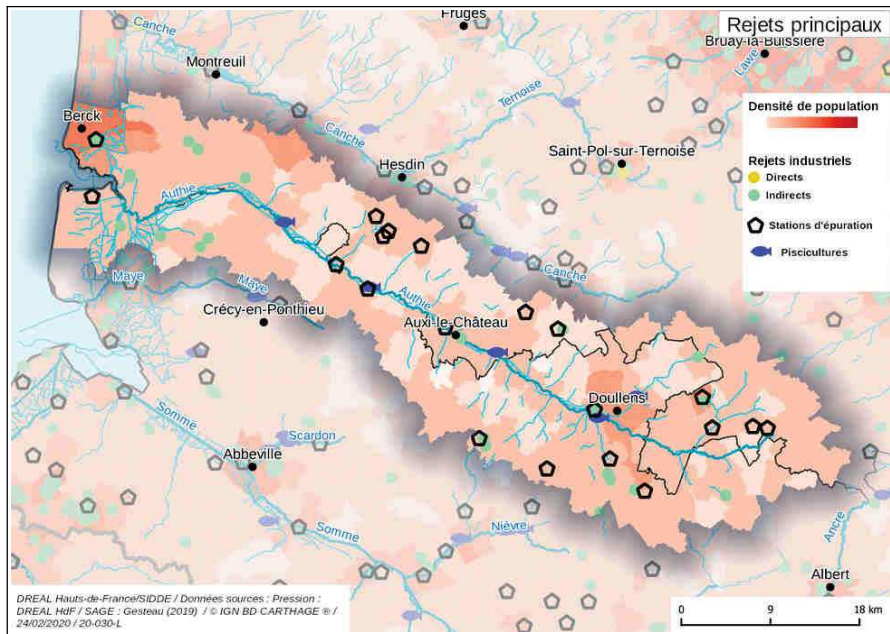 Rejets principaux
Fruges
Canche
Bruay-la-Buissière
Lawe
Montreuil
Densité de population
Ternoise
Berck
Canche
Saint-Pol-sur-Ternoise
Rejets industriels
Hesdin
Directs
Indirects
Authie
Stations d'épuration
Piscicultures
Canche
Maye
Maye
Authie
Crécy-en-Ponthieu
Auxi-le-Château
Doullens
Somme
Scardon
Abbeville
Somme
Nièvre
Ancre
Albert
DREAL Hauts-de-France/SIDDE / Données sources : Pression :
DREAL HdF / SAGE : Gesteau (2019) / © IGN BD CARTHAGE ® /
24/02/2020 / 20-030-L
0 9 18 km